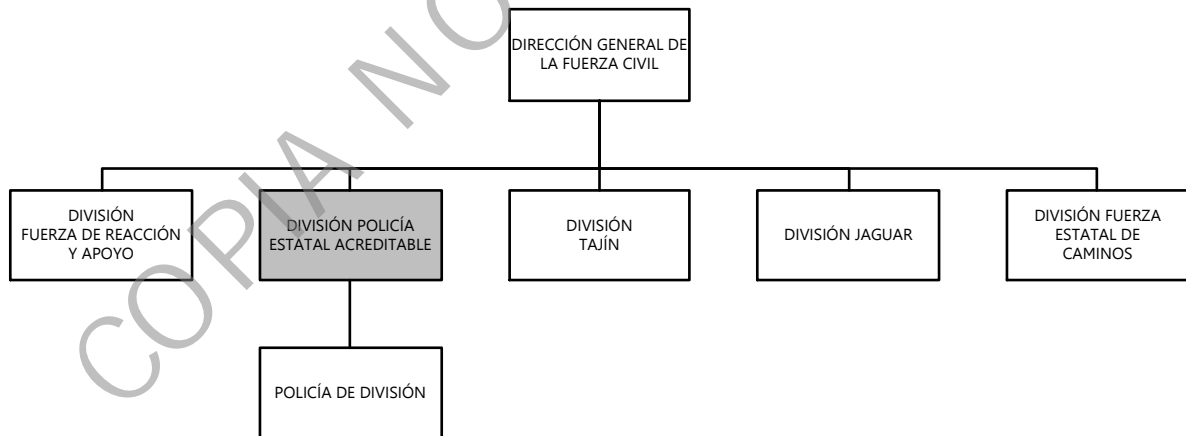 DIRECCIÓN GENERAL DE
LA FUERZA CIVIL
DIVISIÓN
FUERZA DE REACCIÓN
Y APOYO
DIVISIÓN POLICÍA
ESTATAL ACREDITABLE
DIVISIÓN
TAJÍN
DIVISIÓN JAGUAR
DIVISIÓN FUERZA
ESTATAL DE
CAMINOS
POLICÍA DE DIVISIÓN
COPIA NO